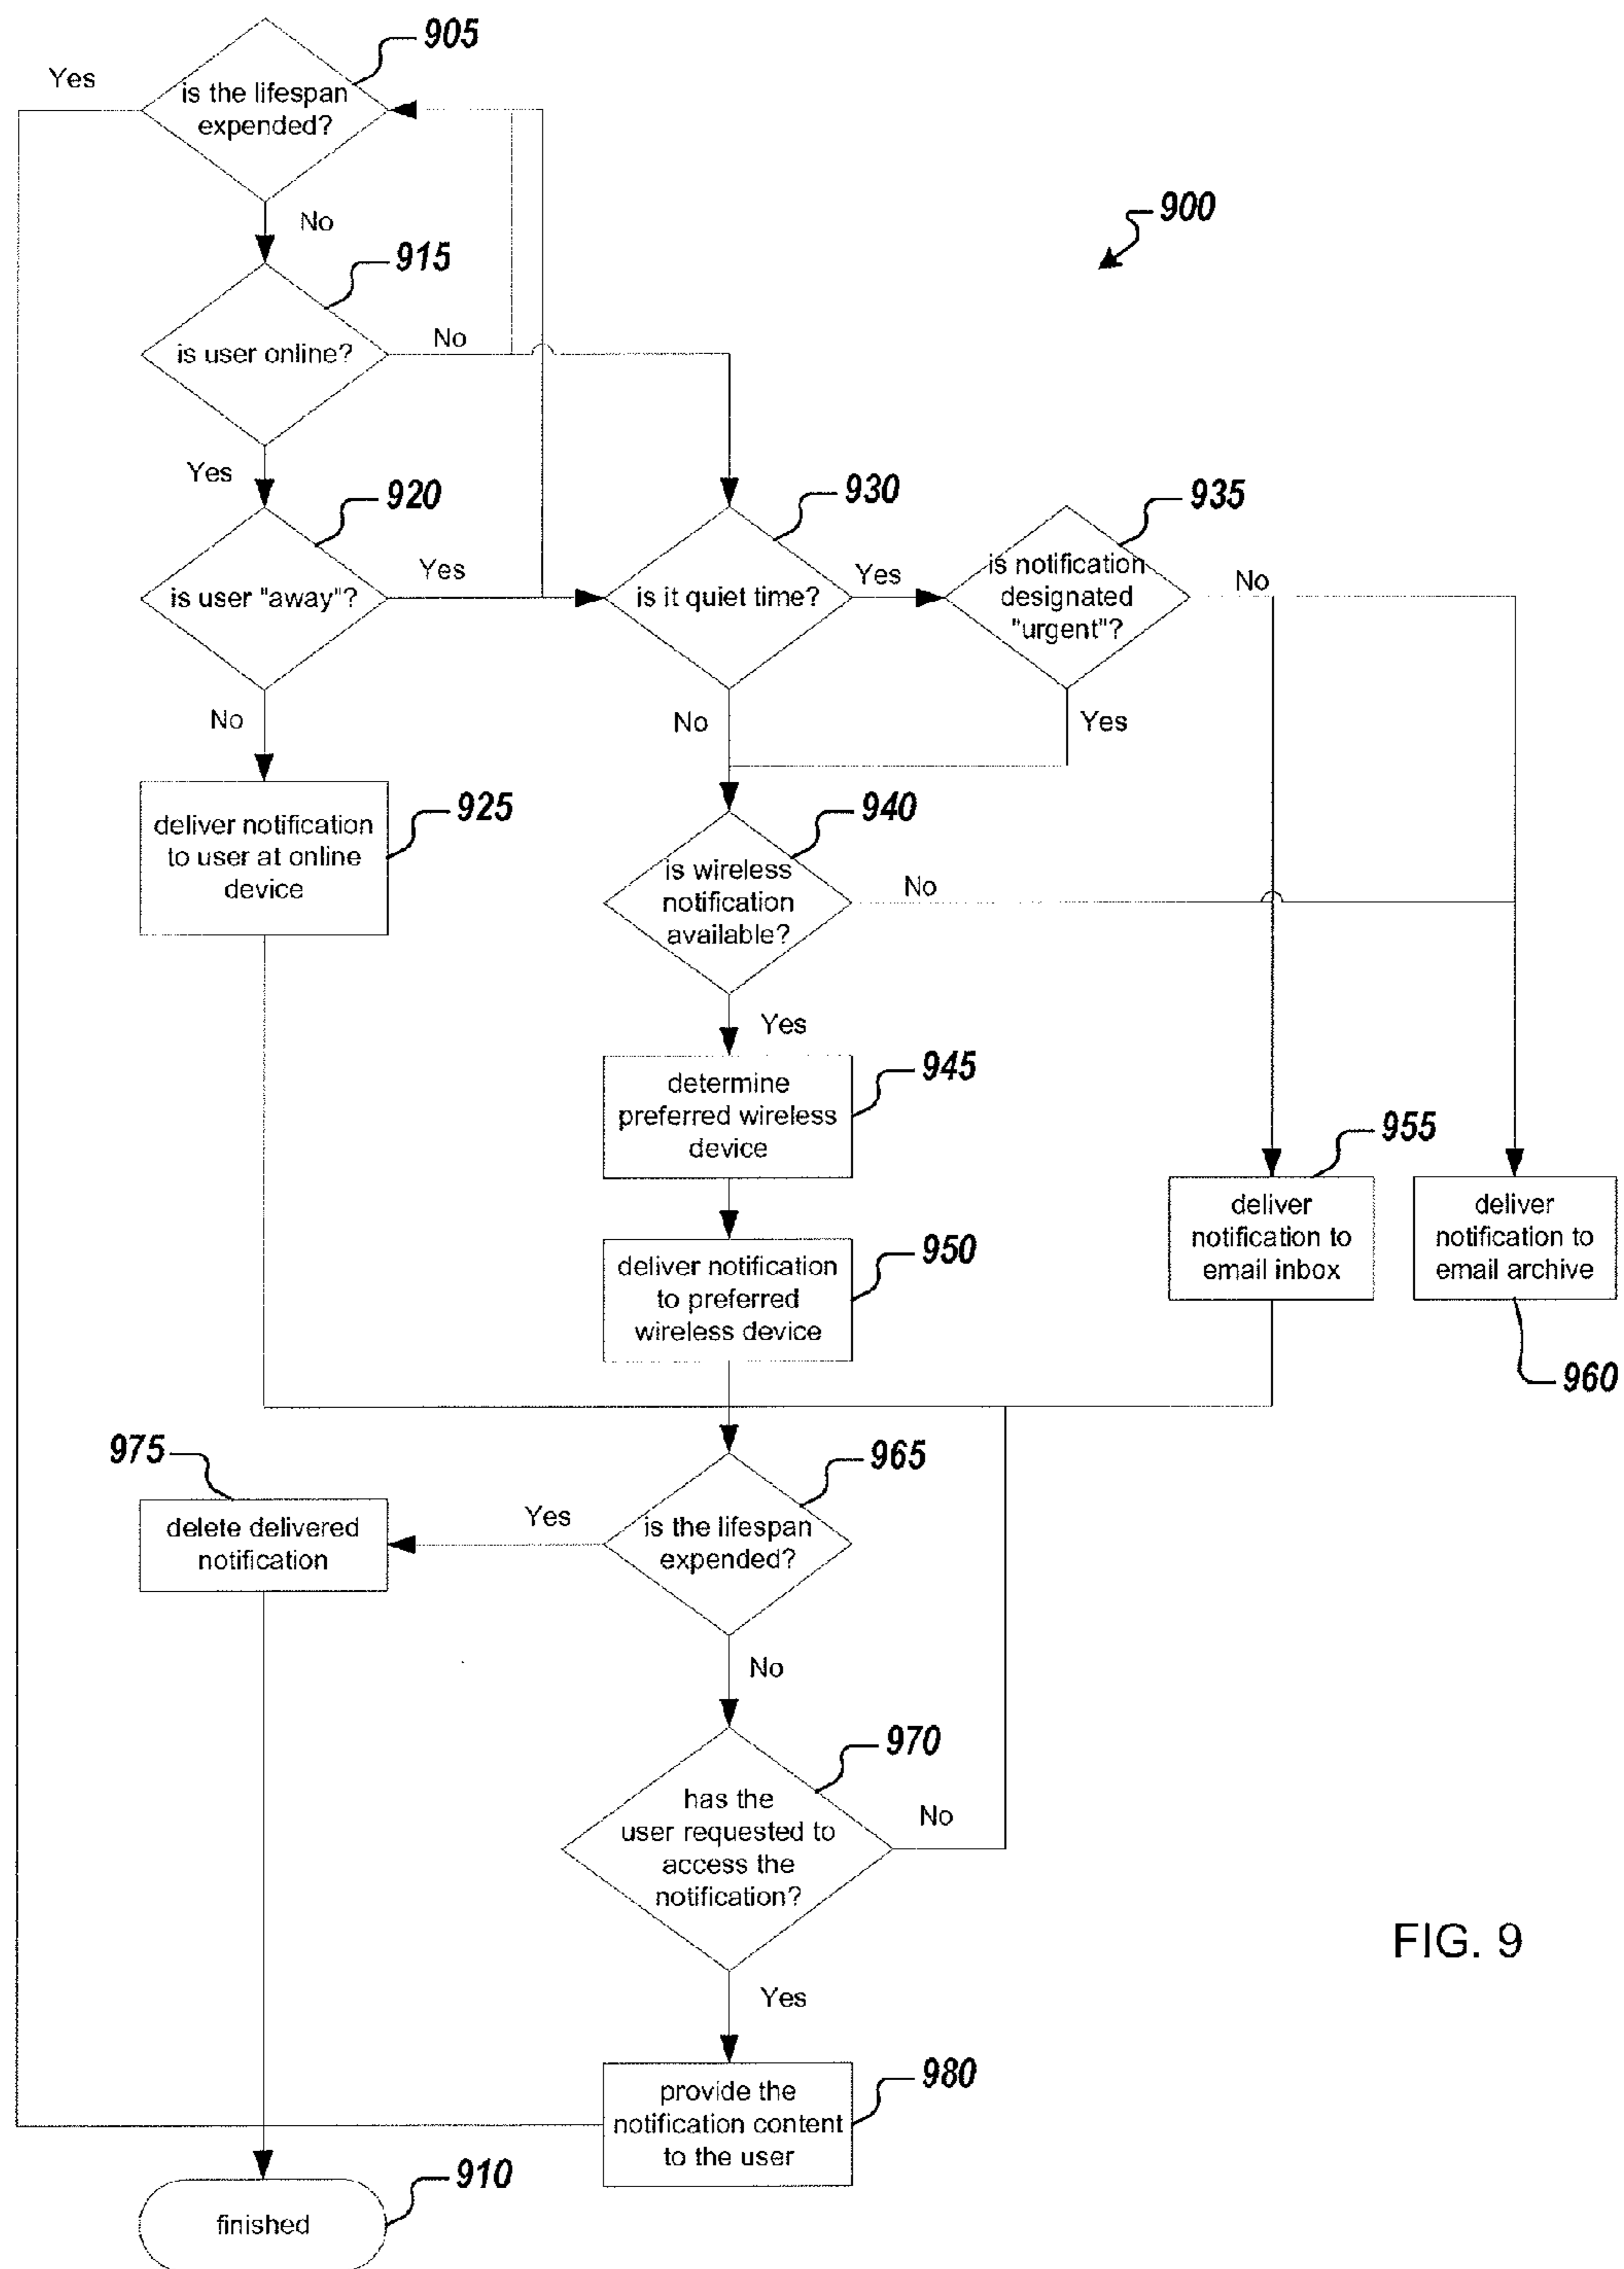 905
Yes
is the lifespan
expended?
No
900
915
is user online?
No
Yes
920
is user "away"?
Yes
930
is it quiet time?
Yes
935
is notification
designated
"urgent"?
No
No
No
Yes
925
deliver notification
to user at online
device
940
is wireless
notification
available?
No
Yes
945
determine
preferred wireless
device
955
deliver
notification to
email inbox
deliver
notification to
email archive
960
950
deliver notification
to preferred
wireless device
975
delete delivered
notification
Yes
965
is the lifespan
expended?
No
970
has the
user requested to
access the
notification?
No
FIG. 9
Yes
980
provide the
notification content
to the user
910
finished